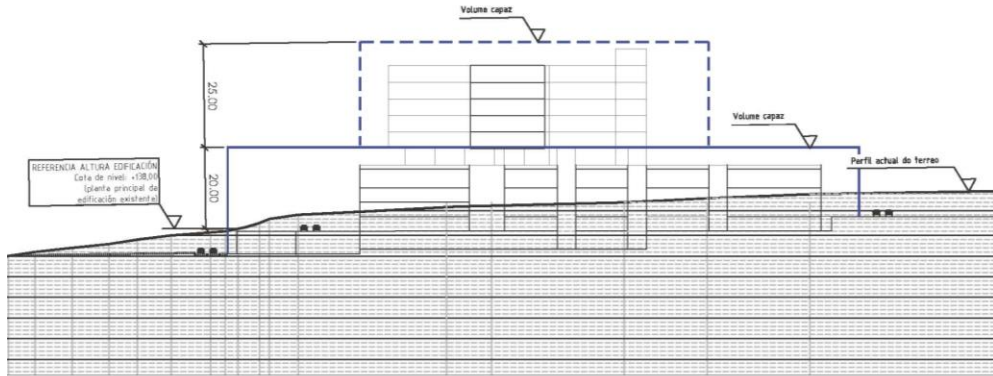 Volume capaz
25.00
Volume capaz
20.00
Perfil actual do terreo
REFERENCIA ALTURA EDIFICACIÓN
Cota de nivel: +138,00
(planta principal da
edificación existente)